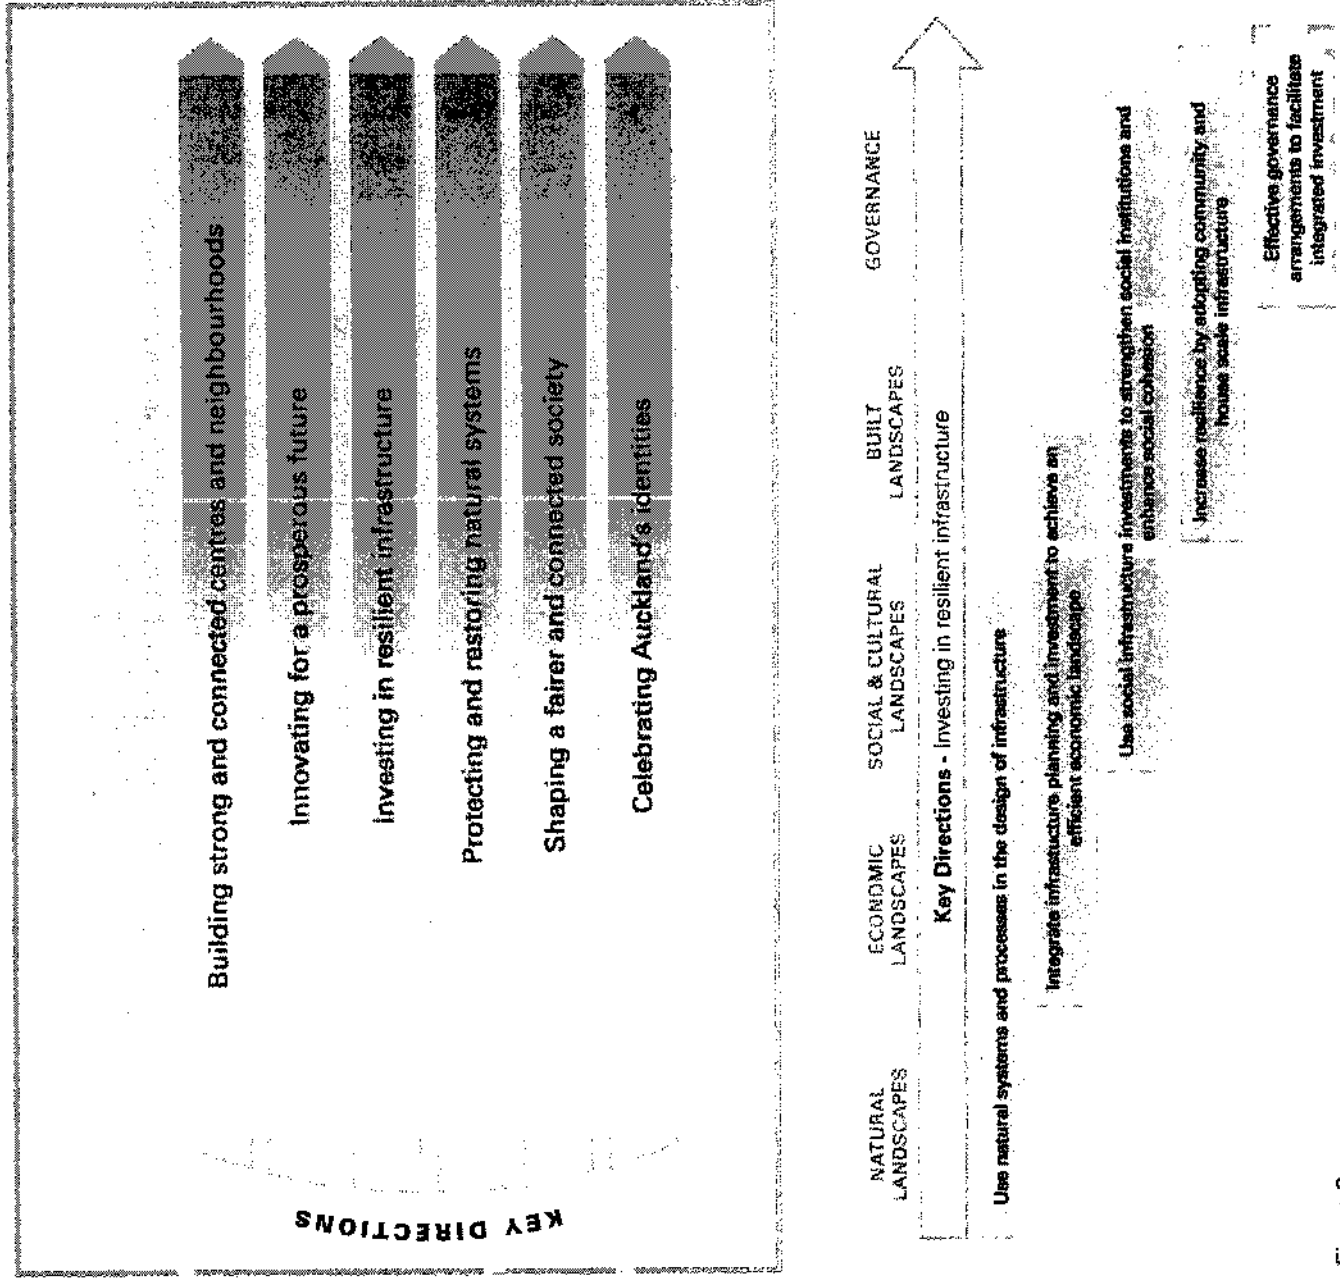 KEY DIRECTIONS
Building strong and connected centres and neighbourhoods
Innovating for a prosperous future
Investing in resilient infrastructure
Protecting and restoring natural systems
Shaping a fairer and connected society
Celebrating Auckland's identities
NATURAL
LANDSCAPES
ECONOMIC
LANDSCAPES
SOCIAL & CULTURAL
LANDSCAPES
BUILT
LANDSCAPES
GOVERNANCE
Key Directions - Investing in resilient infrastructure
Use natural systems and processes in the design of infrastructure
Integrate infrastucture planning and investment to achieve an
efficient economic landscape
Use social infrastructure investments to strengthen social institutions and
enhance social cohesion
Increase resilience by adopting community and
house scale infrastructure
Effective governance
arrangements to facilitate
integrated investment